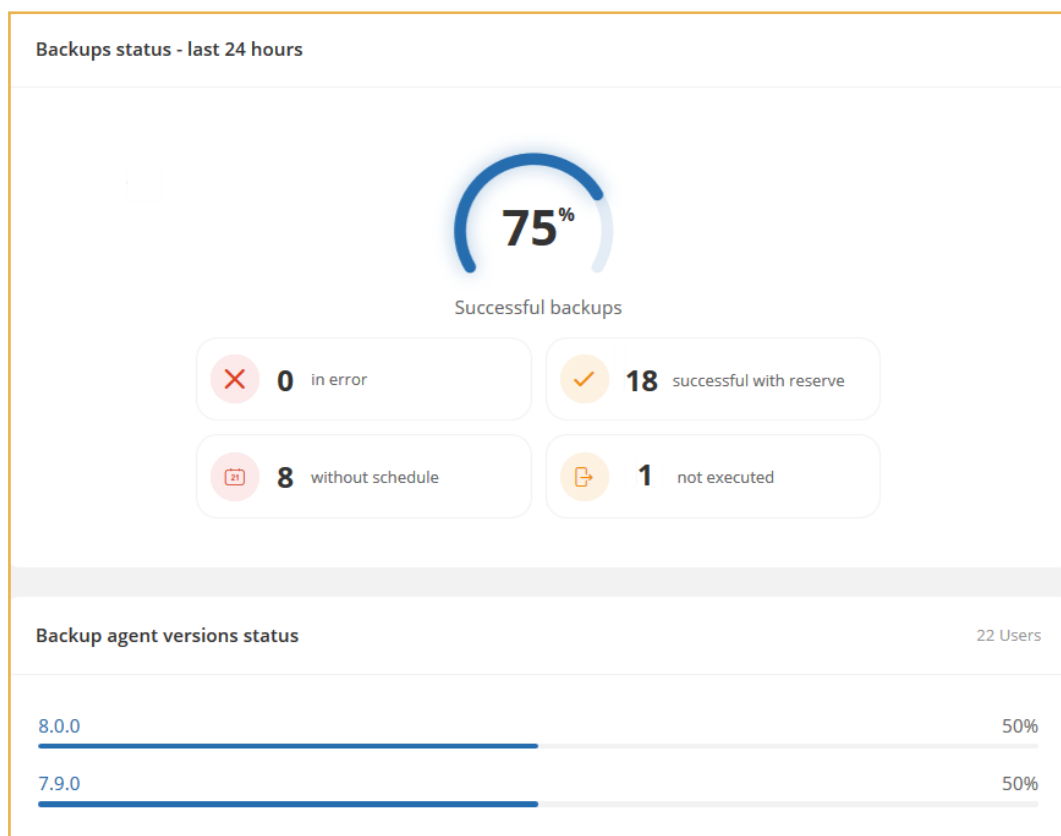 Backups status - last 24 hours
75%
Successful backups
0 in error
18 successful with reserve
21
8 without schedule
1 not executed
Backup agent versions status
22 Users
8.0.0
50%
7.9.0
50%